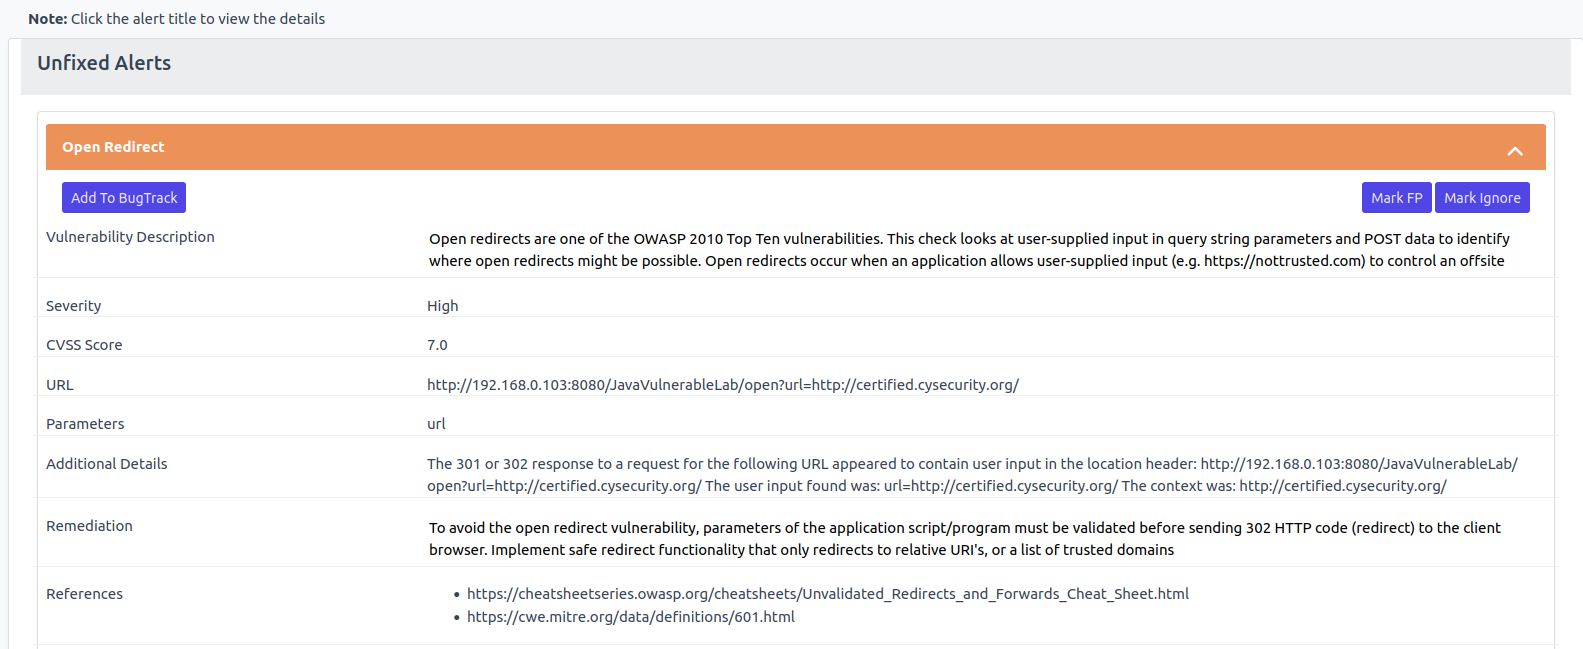 Note: Click the alert title to view the details
Unfixed Alerts
Open Redirect
Add To BugTrack
Mark FP
Mark Ignore
Vulnerability Description
Open redirects are one of the OWASP 2010 Top Ten vulnerabilities. This check looks at user-supplied input in query string parameters and POST data to identify
where open redirects might be possible. Open redirects occur when an application allows user-supplied input (e.g. https://nottrusted.com) to control an offsite
Severity
High
CVSS Score
7.0
URL
http://192.168.0.103:8080/JavaVulnerableLab/open?url=http://certified.cysecurity.org/
Parameters
url
Additional Details
The 301 or 302 response to a request for the following URL appeared to contain user input in the location header: http://192.168.0.103:8080/JavaVulnerableLab/
open?url=http://certified.cysecurity.org/ The user input found was: url=http://certified.cysecurity.org/ The context was: http://certified.cysecurity.org/
Remediation
To avoid the open redirect vulnerability, parameters of the application script/program must be validated before sending 302 HTTP code (redirect) to the client
browser. Implement safe redirect functionality that only redirects to relative URI's, or a list of trusted domains
References
• https://cheatsheetseries.owasp.org/cheatsheets/Unvalidated_Redirects_and_Forwards_Cheat_Sheet.html
• https://cwe.mitre.org/data/definitions/601.html